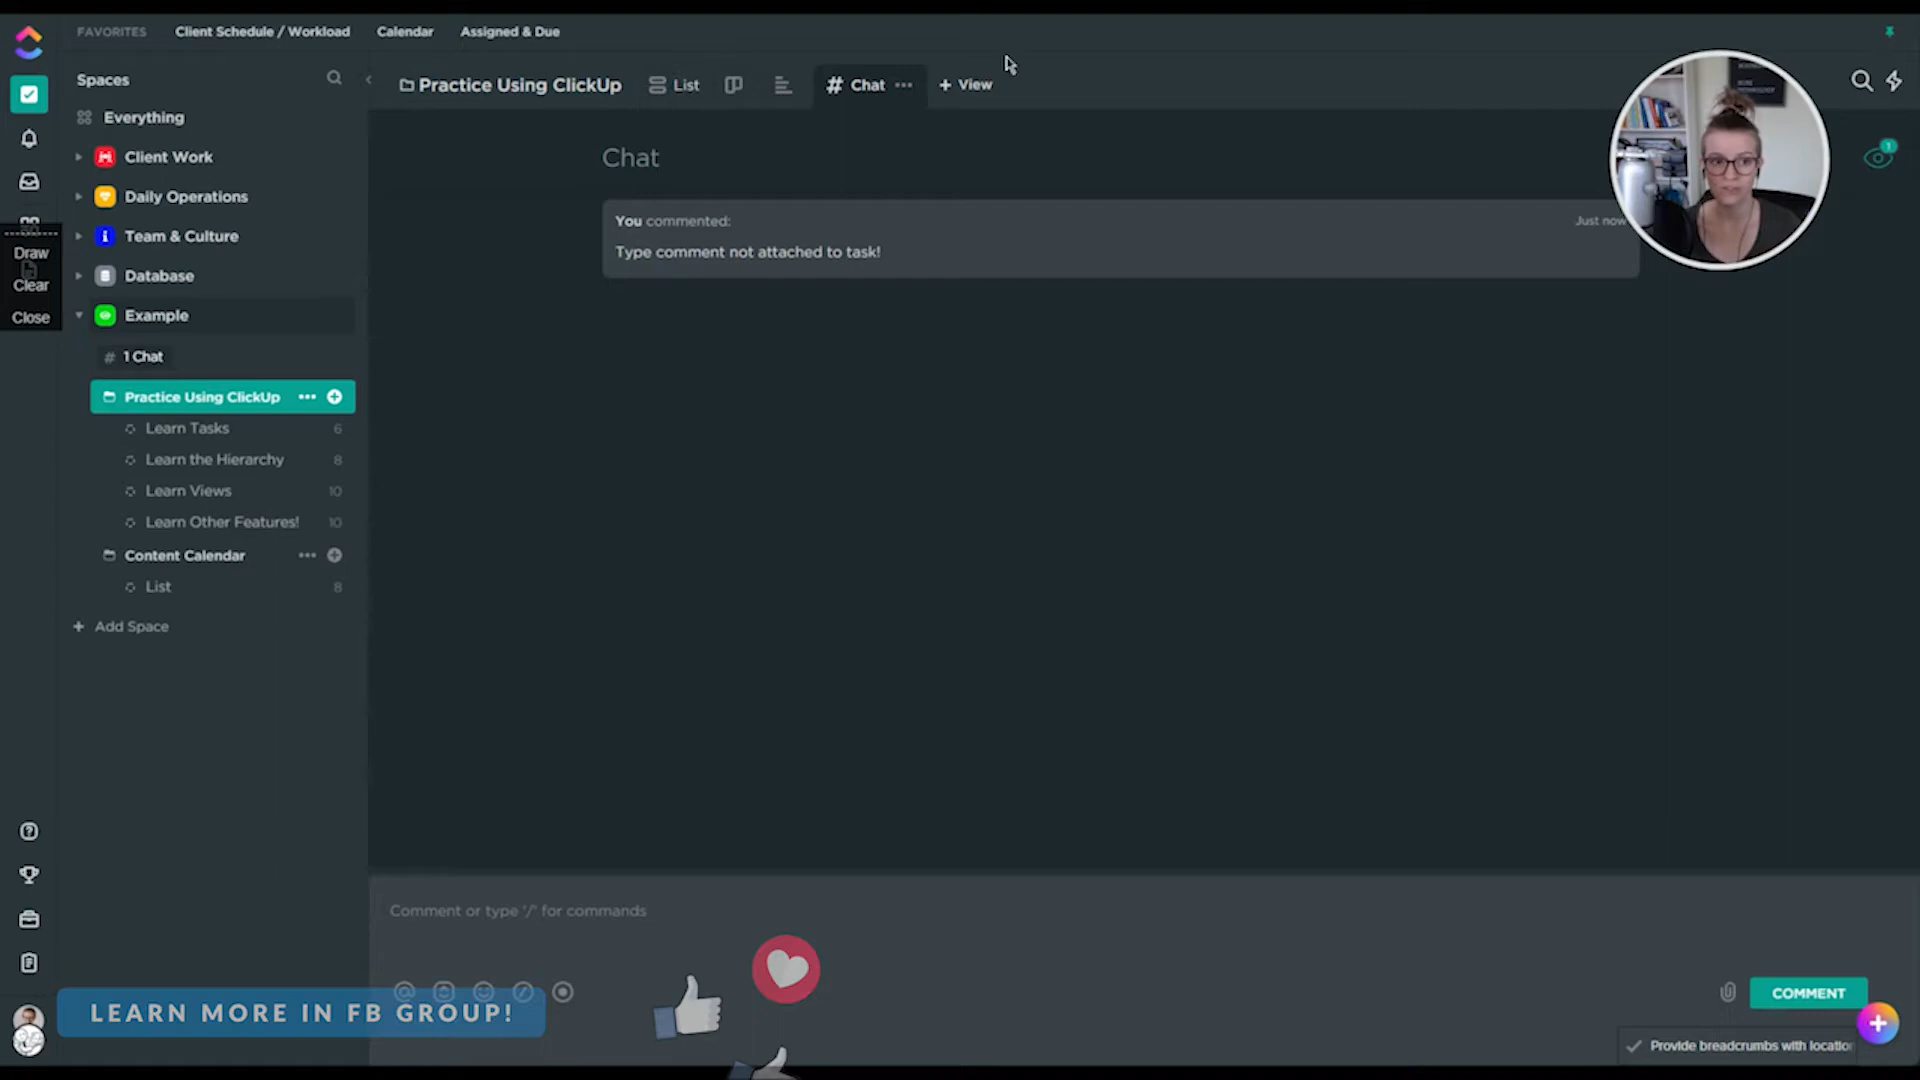 FAVORITES Client Schedule / Workload Calendar Assigned & Due
Spaces
Practice Using ClickUp List # Chat + View
Everything
Client Work
Chat
Daily Operations
You commented: Just now
Team & Culture
Type comment not attached to task!
Draw
Database
Clear
Close
Example
# 1 Chat
Practice Using ClickUp
Learn Tasks 6
Learn the Hierarchy 8
Learn Views 10
Learn Other Features! 10
Content Calendar
List 8
+ Add Space
Comment or type '/' for commands
COMMENT
LEARN MORE IN FB GROUP!
Provide breadcrumbs with locatio
1